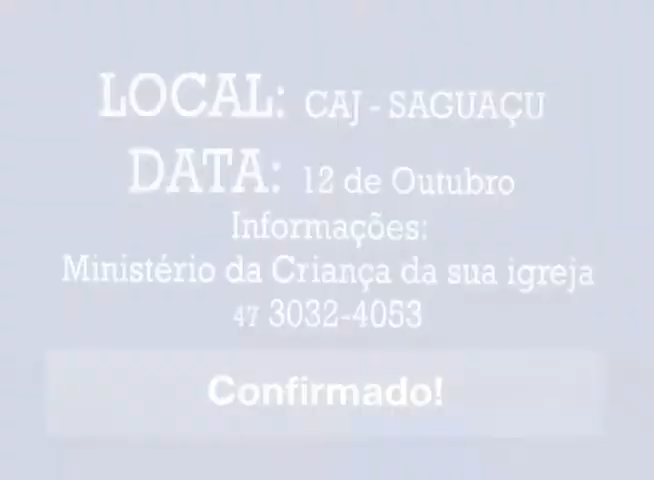 LOCAL: CAJ - SAGUAÇU
DATA: 12 de Outubro
Informações:
Ministério da Criança da sua igreja
47 3032-4053
Confirmado!